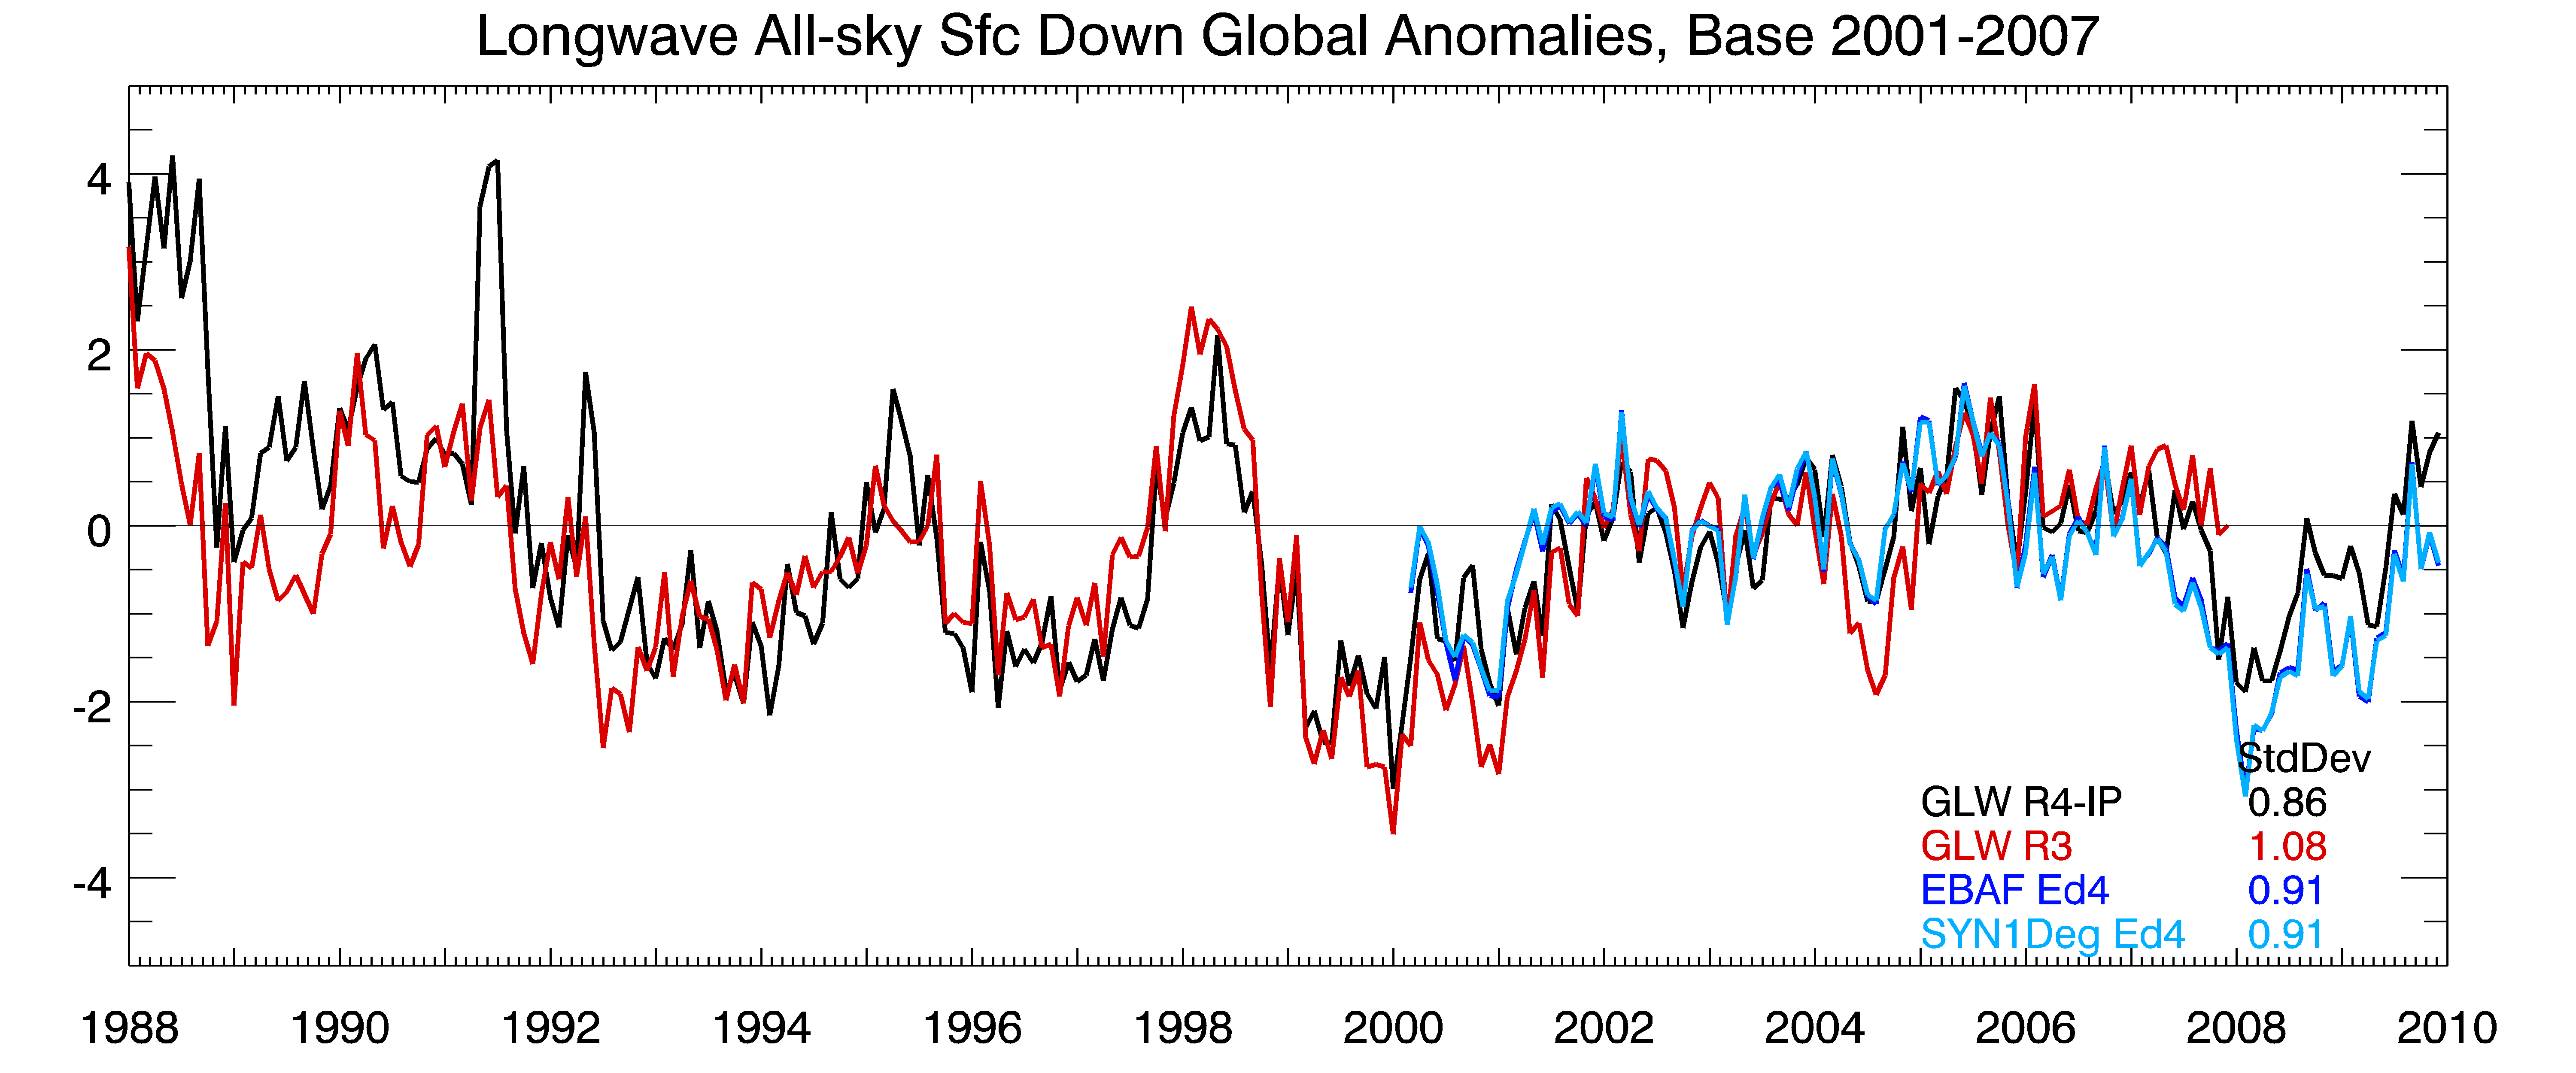 Longwave All-sky Sfc Down Global Anomalies, Base 2001-2007
4
2
0
-2
-4
StdDev
GLW R4-IP 0.86
GLW R3 1.08
EBAF Ed4 0.91
SYN1Deg Ed4 0.91
1988 1990 1992 1994 1996 1998 2000 2002 2004 2006 2008 2010